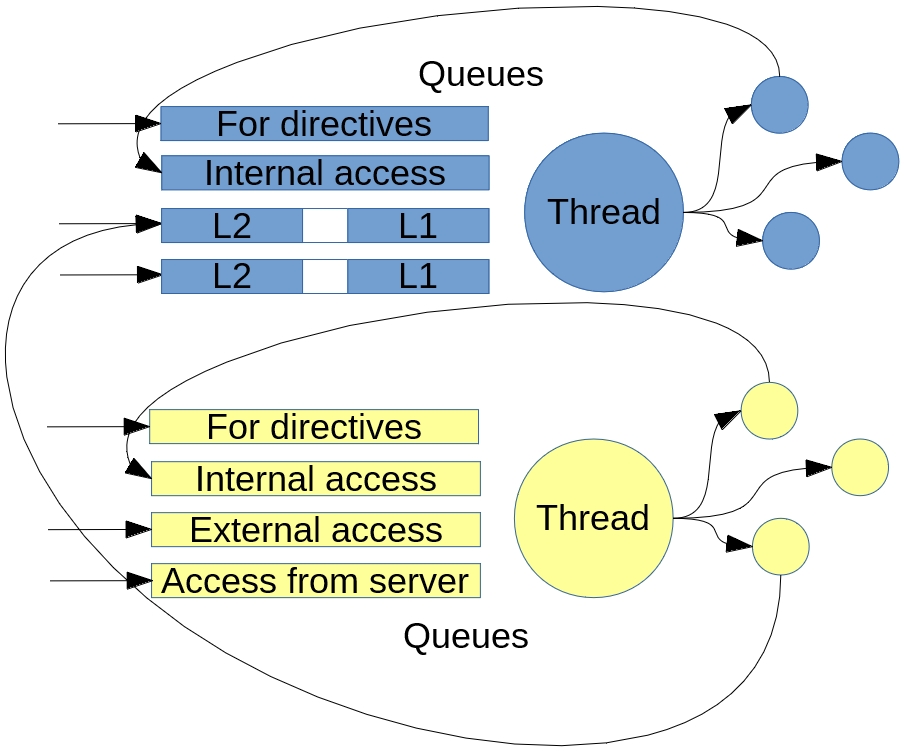 Queues
For directives
Internal access
L2 L1
L2 L1
Thread
For directives
Internal access
External access
Access from server
Thread
Queues